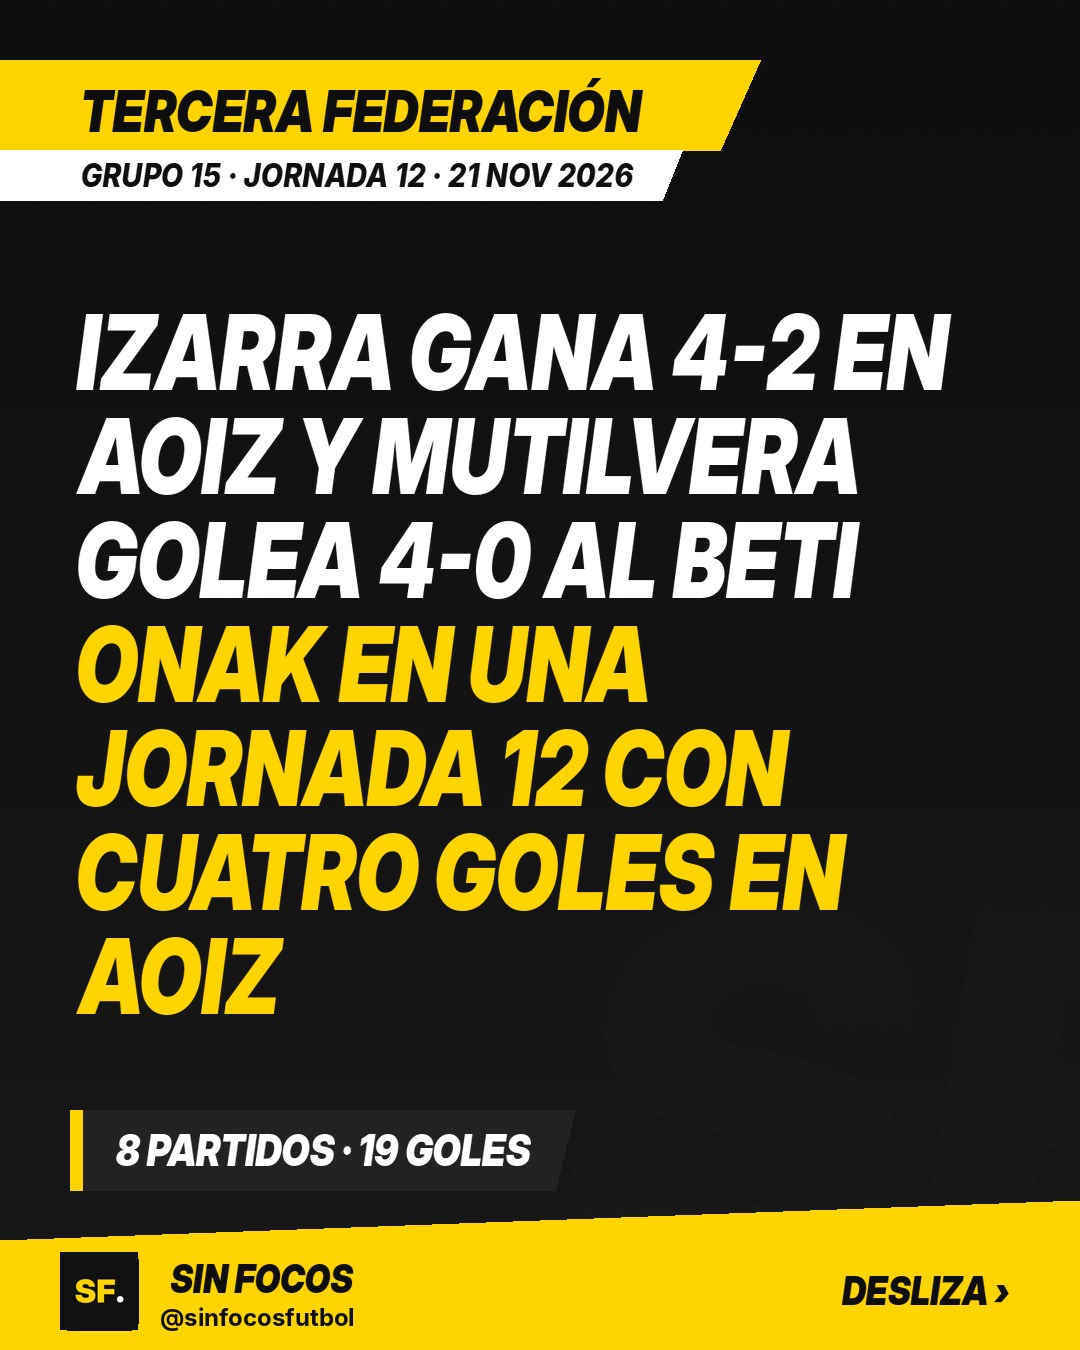 TERCERA FEDERACIÓN
GRUPO 15 · JORNADA 12 · 21 NOV 2026
IZARRA GANA 4-2 EN
AOIZ Y MUTILVERA
GOLEA 4-0 AL BETI
ONAK EN UNA
JORNADA 12 CON
CUATRO GOLES EN
AOIZ
8 PARTIDOS · 19 GOLES
SF.
SIN FOCOS
@sinfocosfutbol
DESLIZA ›